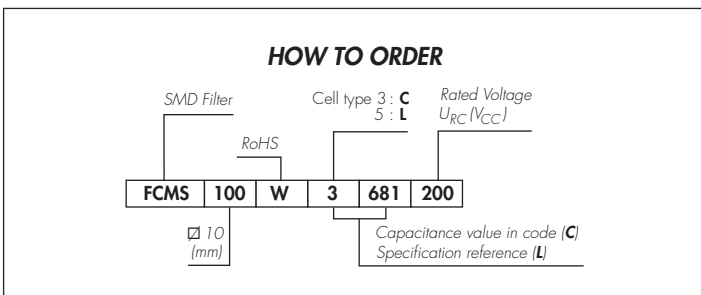 HOW TO ORDER
SMD Filter
Cell type 3 : C
5 : L
Rated Voltage
URC (VCC)
RoHS
FCMS 100 W 3 681 200
10
(mm)
Capacitance value in code (C)
Specification reference (L)